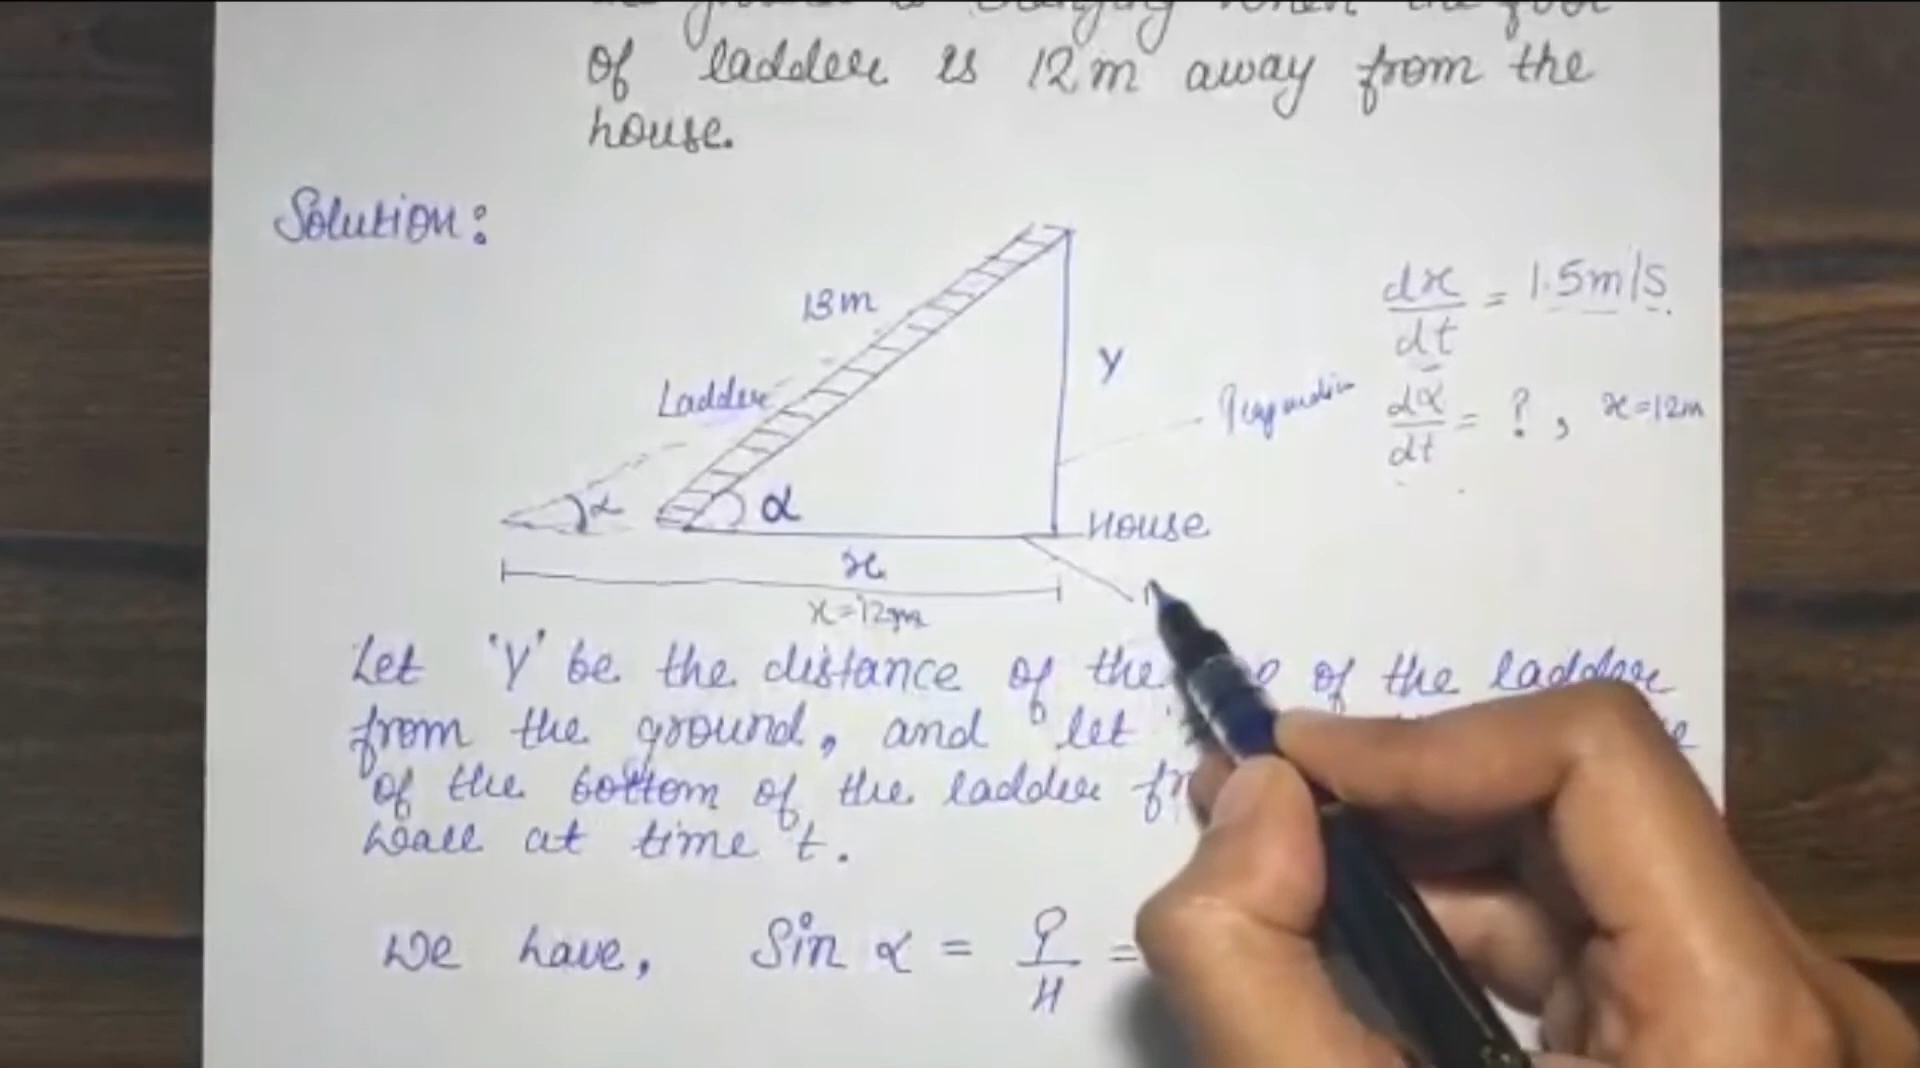 of ladder is 12m away from the
house.
Solution:
13m
Ladder
α
α
Y
House
x
x=12m
dx/dt = 1.5m/s.
dα/dt = ?, x=12m
Let 'Y' be the distance of the of the ladder
from the ground, and let
of the bottom of the ladder
wall at time t.
We have, Sin α = P/H =